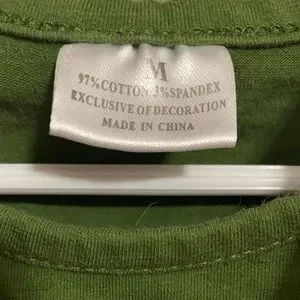 M
97%COTTON 3%SPANDEX
EXCLUSIVE OF DECORATION
MADE IN CHINA